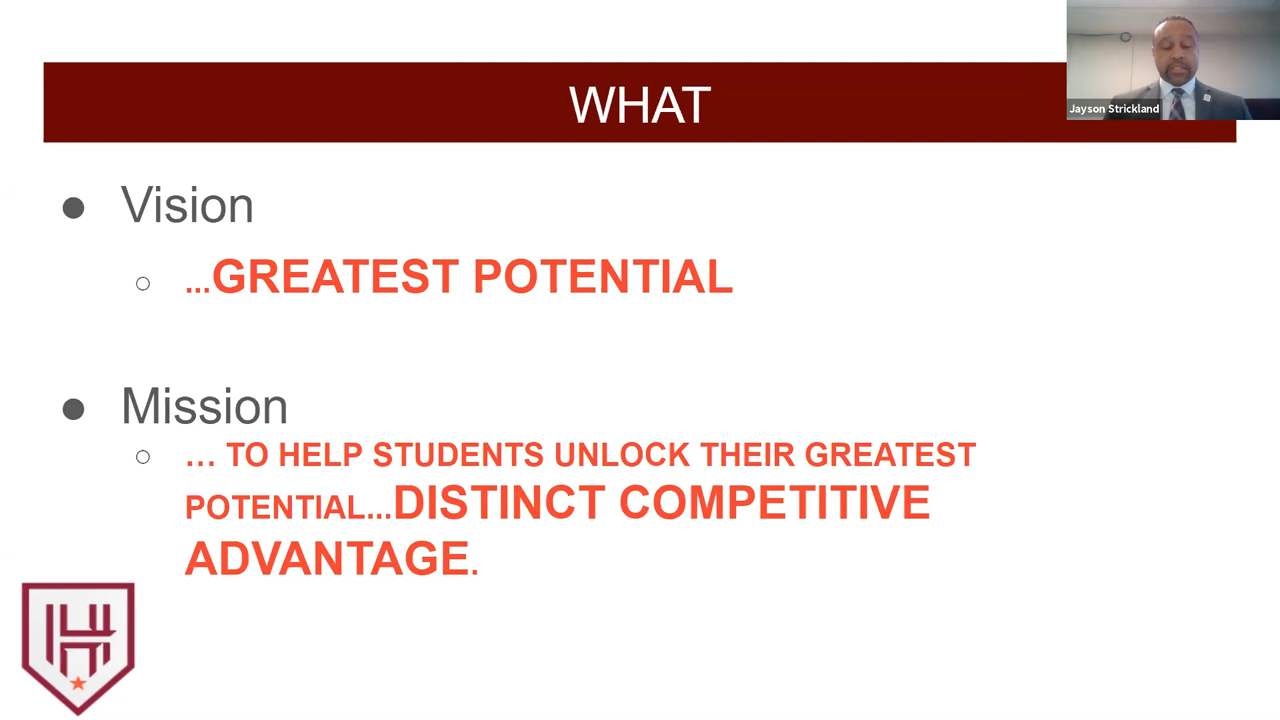 WHAT
Jayson Strickland
● Vision
○ ...GREATEST POTENTIAL
● Mission
○ … TO HELP STUDENTS UNLOCK THEIR GREATEST
POTENTIAL...DISTINCT COMPETITIVE
ADVANTAGE.